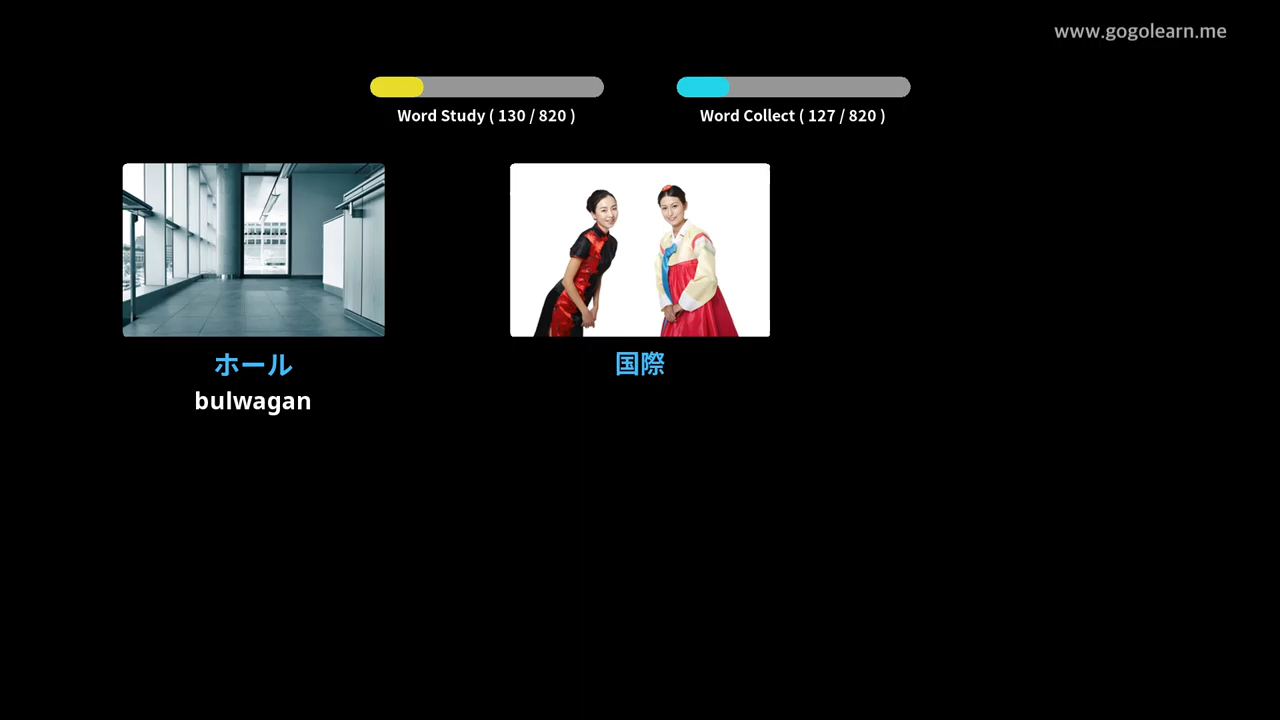 www.gogolearn.me
Word Study ( 130 / 820 )
Word Collect ( 127 / 820 )
ホール
bulwagan
国際